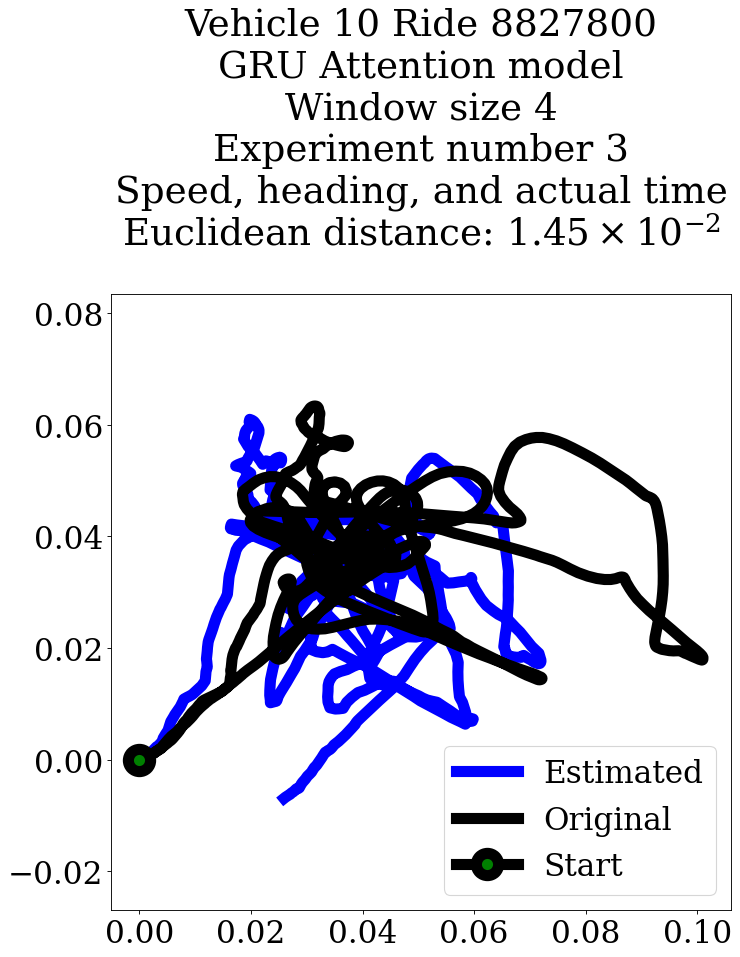 Vehicle 10 Ride 8827800
GRU Attention model
Window size 4
Experiment number 3
Speed, heading, and actual time
Euclidean distance: 1.45 × 10⁻²
0.08
0.06
0.04
0.02
0.00
−0.02
Estimated
Original
Start
0.00 0.02 0.04 0.06 0.08 0.10